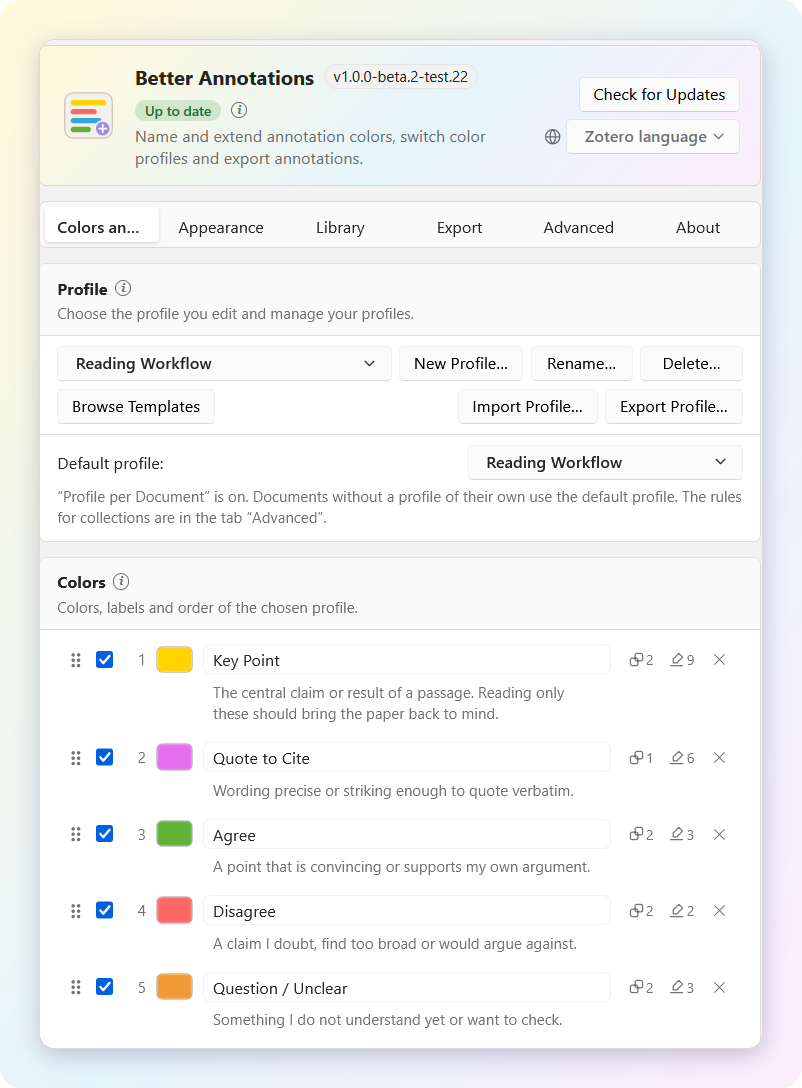 Better Annotations v1.0.0-beta.2-test.22
Up to date
Name and extend annotation colors, switch color
profiles and export annotations.
Check for Updates
Zotero language
Colors an... Appearance Library Export Advanced About
Profile
Choose the profile you edit and manage your profiles.
Reading Workflow New Profile... Rename... Delete...
Browse Templates Import Profile... Export Profile...
Default profile: Reading Workflow
“Profile per Document” is on. Documents without a profile of their own use the default profile. The rules
for collections are in the tab “Advanced”.
Colors
Colors, labels and order of the chosen profile.
1 Key Point 2 9
The central claim or result of a passage. Reading only
these should bring the paper back to mind.
2 Quote to Cite 1 6
Wording precise or striking enough to quote verbatim.
3 Agree 2 3
A point that is convincing or supports my own argument.
4 Disagree 2 2
A claim I doubt, find too broad or would argue against.
5 Question / Unclear 2 3
Something I do not understand yet or want to check.